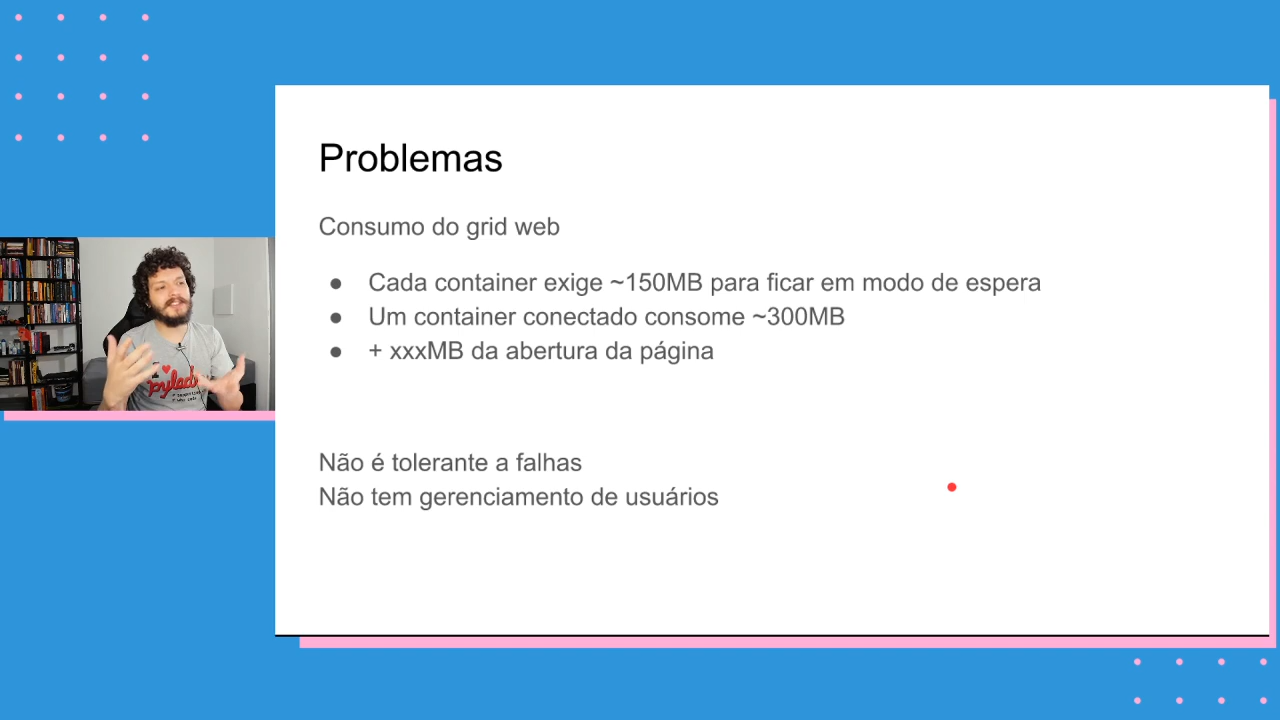 Problemas
Consumo do grid web
● Cada container exige ~150MB para ficar em modo de espera
● Um container conectado consome ~300MB
● + xxxMB da abertura da página
Não é tolerante a falhas
Não tem gerenciamento de usuários